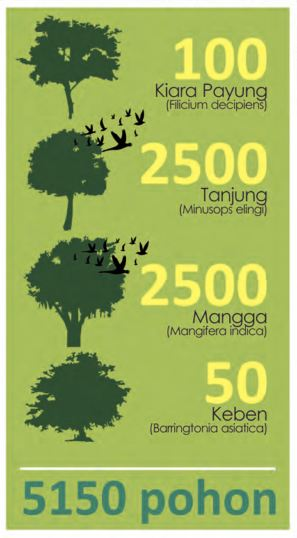 100
Kiara Payung
(Filicium decipiens)
2500
Tanjung
(Minusops elingi)
2500
Mangga
(Mangifera indica)
50
Keben
(Barringtonia asiatica)
5150 pohon